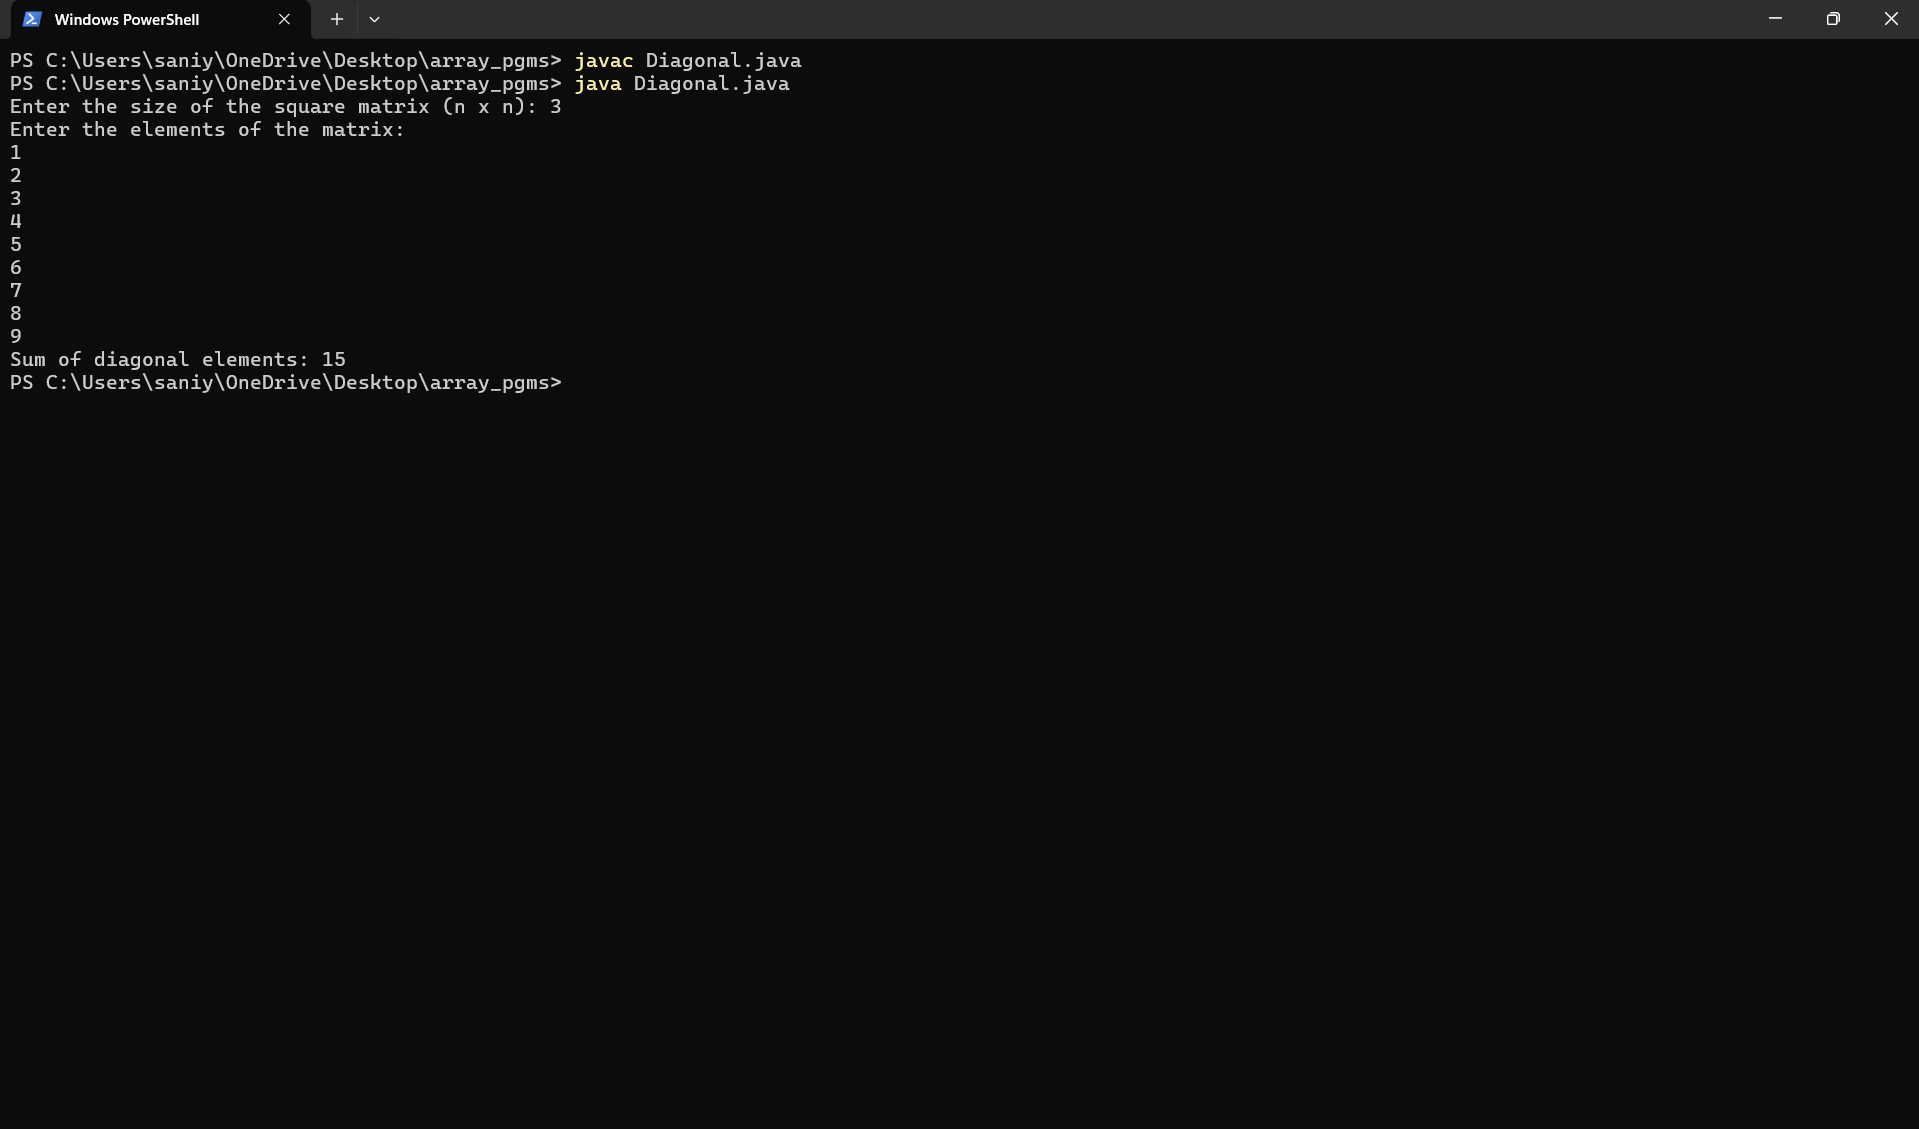 Windows PowerShell
PS C:\Users\saniy\OneDrive\Desktop\array_pgms> javac Diagonal.java
PS C:\Users\saniy\OneDrive\Desktop\array_pgms> java Diagonal.java
Enter the size of the square matrix (n x n): 3
Enter the elements of the matrix:
1
2
3
4
5
6
7
8
9
Sum of diagonal elements: 15
PS C:\Users\saniy\OneDrive\Desktop\array_pgms>